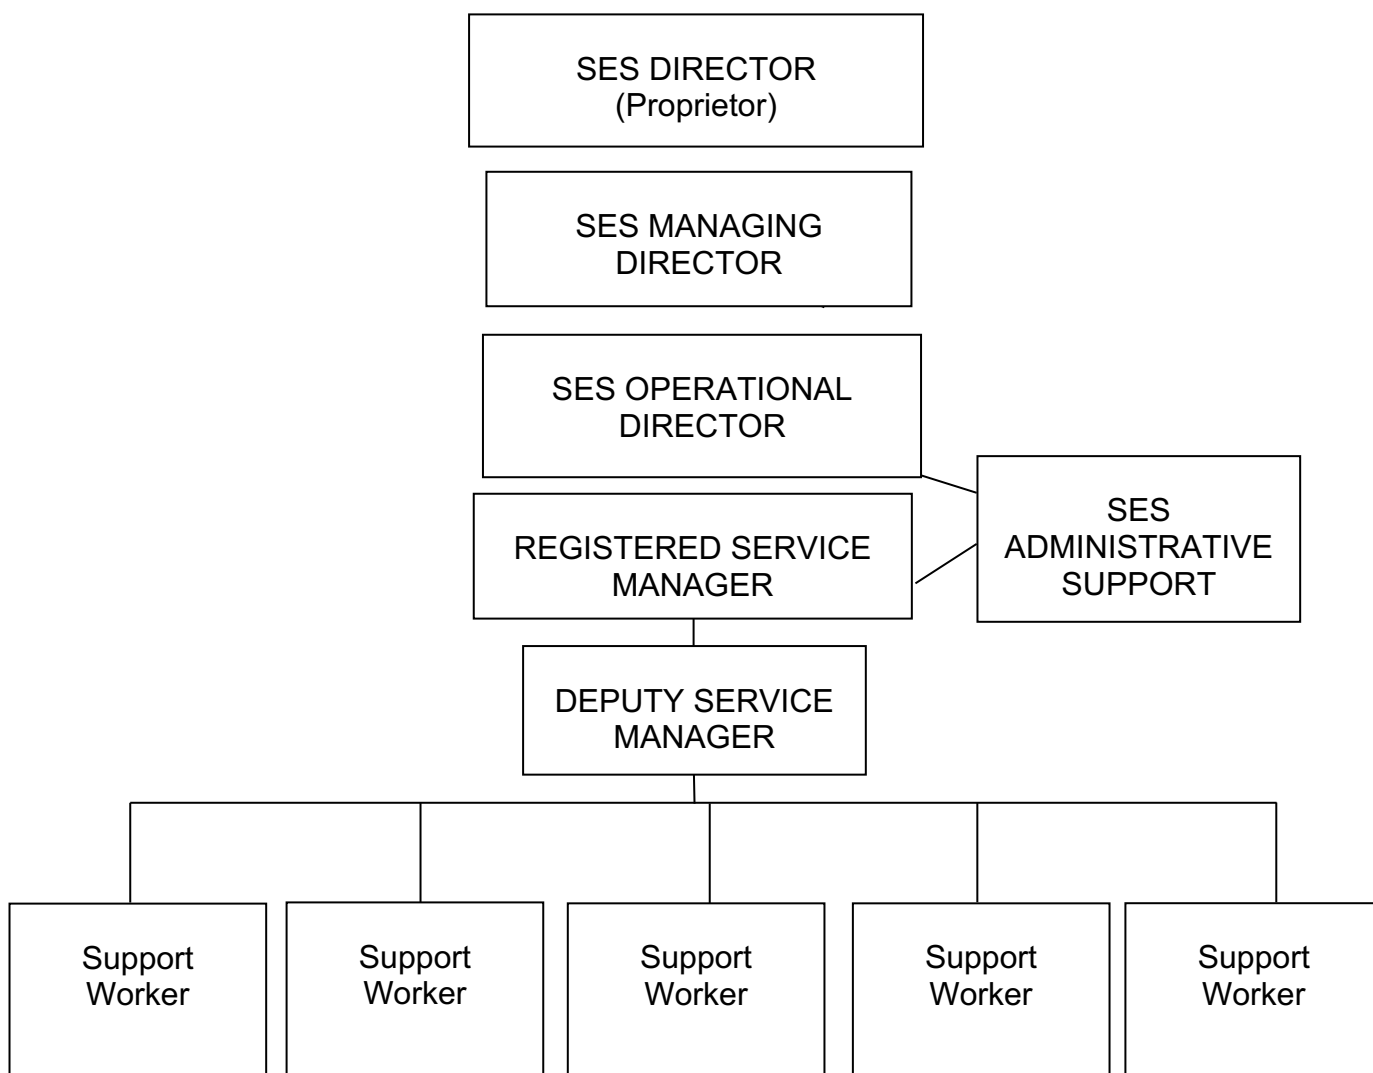 SES DIRECTOR
(Proprietor)
SES MANAGING
DIRECTOR
SES OPERATIONAL
DIRECTOR
SES
ADMINISTRATIVE
SUPPORT
REGISTERED SERVICE
MANAGER
DEPUTY SERVICE
MANAGER
Support
Worker
Support
Worker
Support
Worker
Support
Worker
Support
Worker